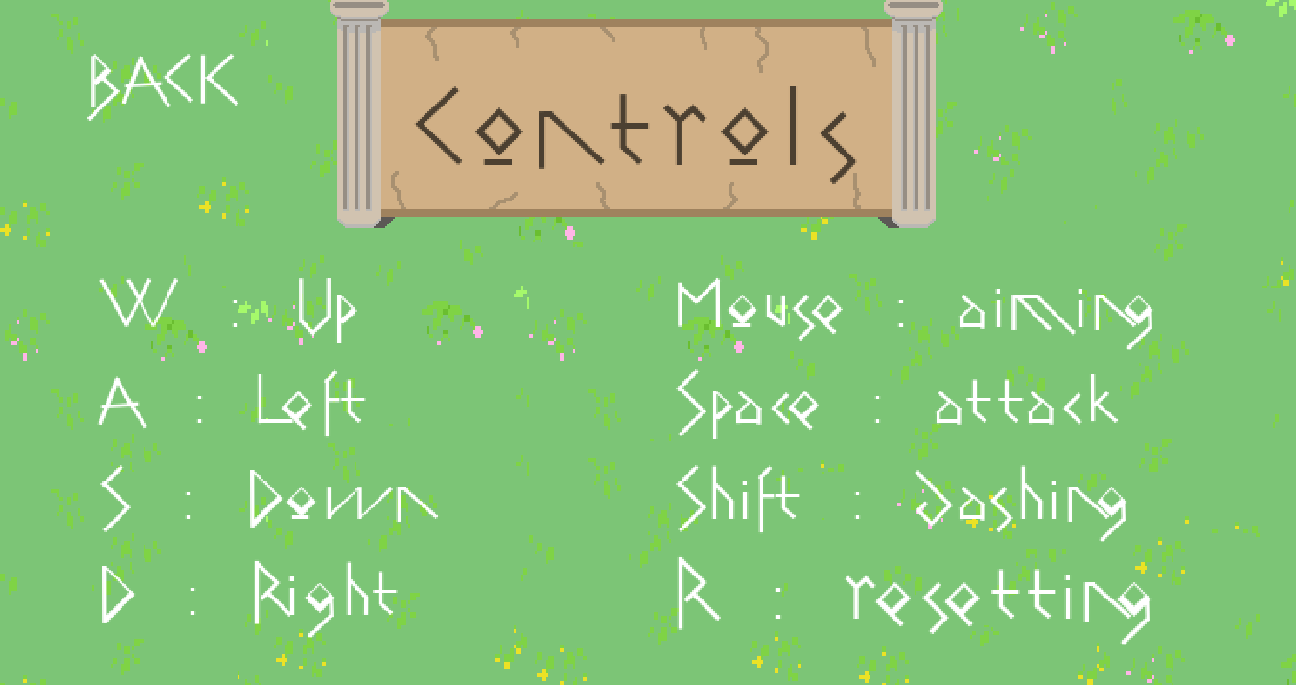 BACK
Controls
W : Up
A : Left
S : Down
D : Right
Mouse : aiming
Space : attack
Shift : dashing
R : resetting